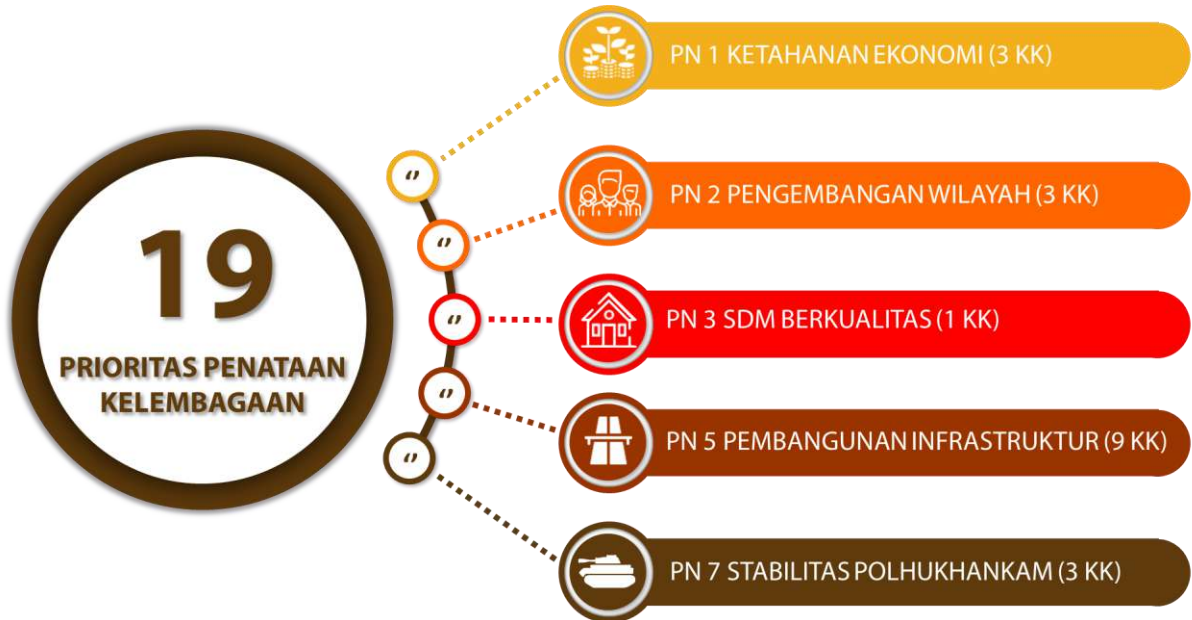 19
PRIORITAS PENATAAN
KELEMBAGAAN
PN 1 KETAHANAN EKONOMI (3 KK)
PN 2 PENGEMBANGAN WILAYAH (3 KK)
PN 3 SDM BERKUALITAS (1 KK)
PN 5 PEMBANGUNAN INFRASTRUKTUR (9 KK)
PN 7 STABILITAS POLHUKHANKAM (3 KK)